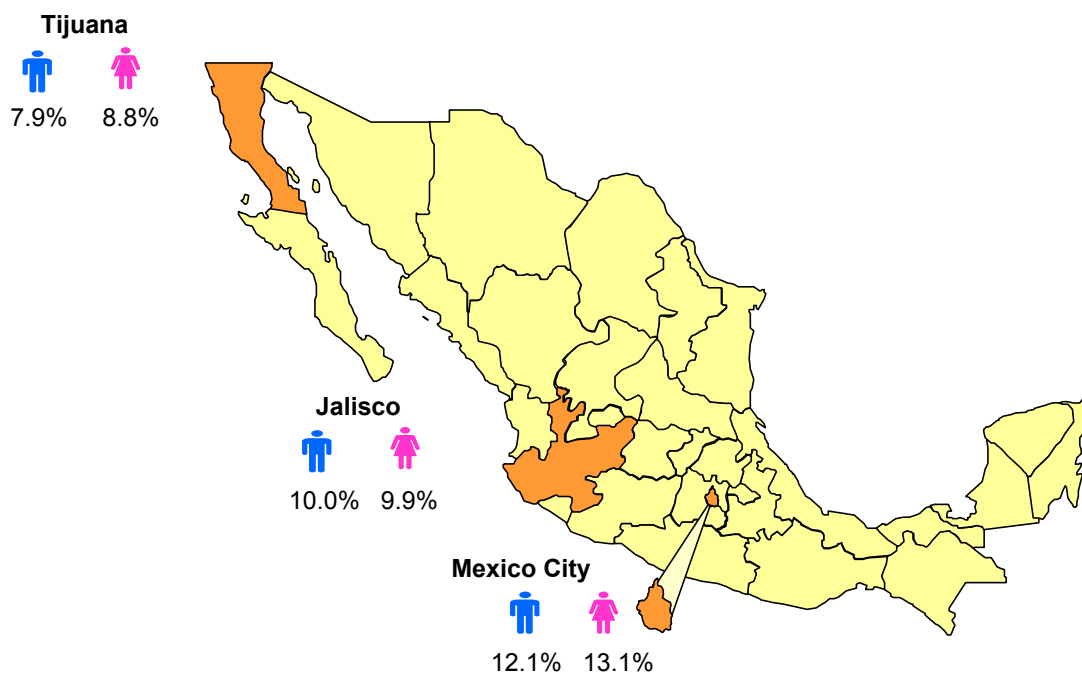 Tijuana
7.9% 8.8%
Jalisco
10.0% 9.9%
Mexico City
12.1% 13.1%